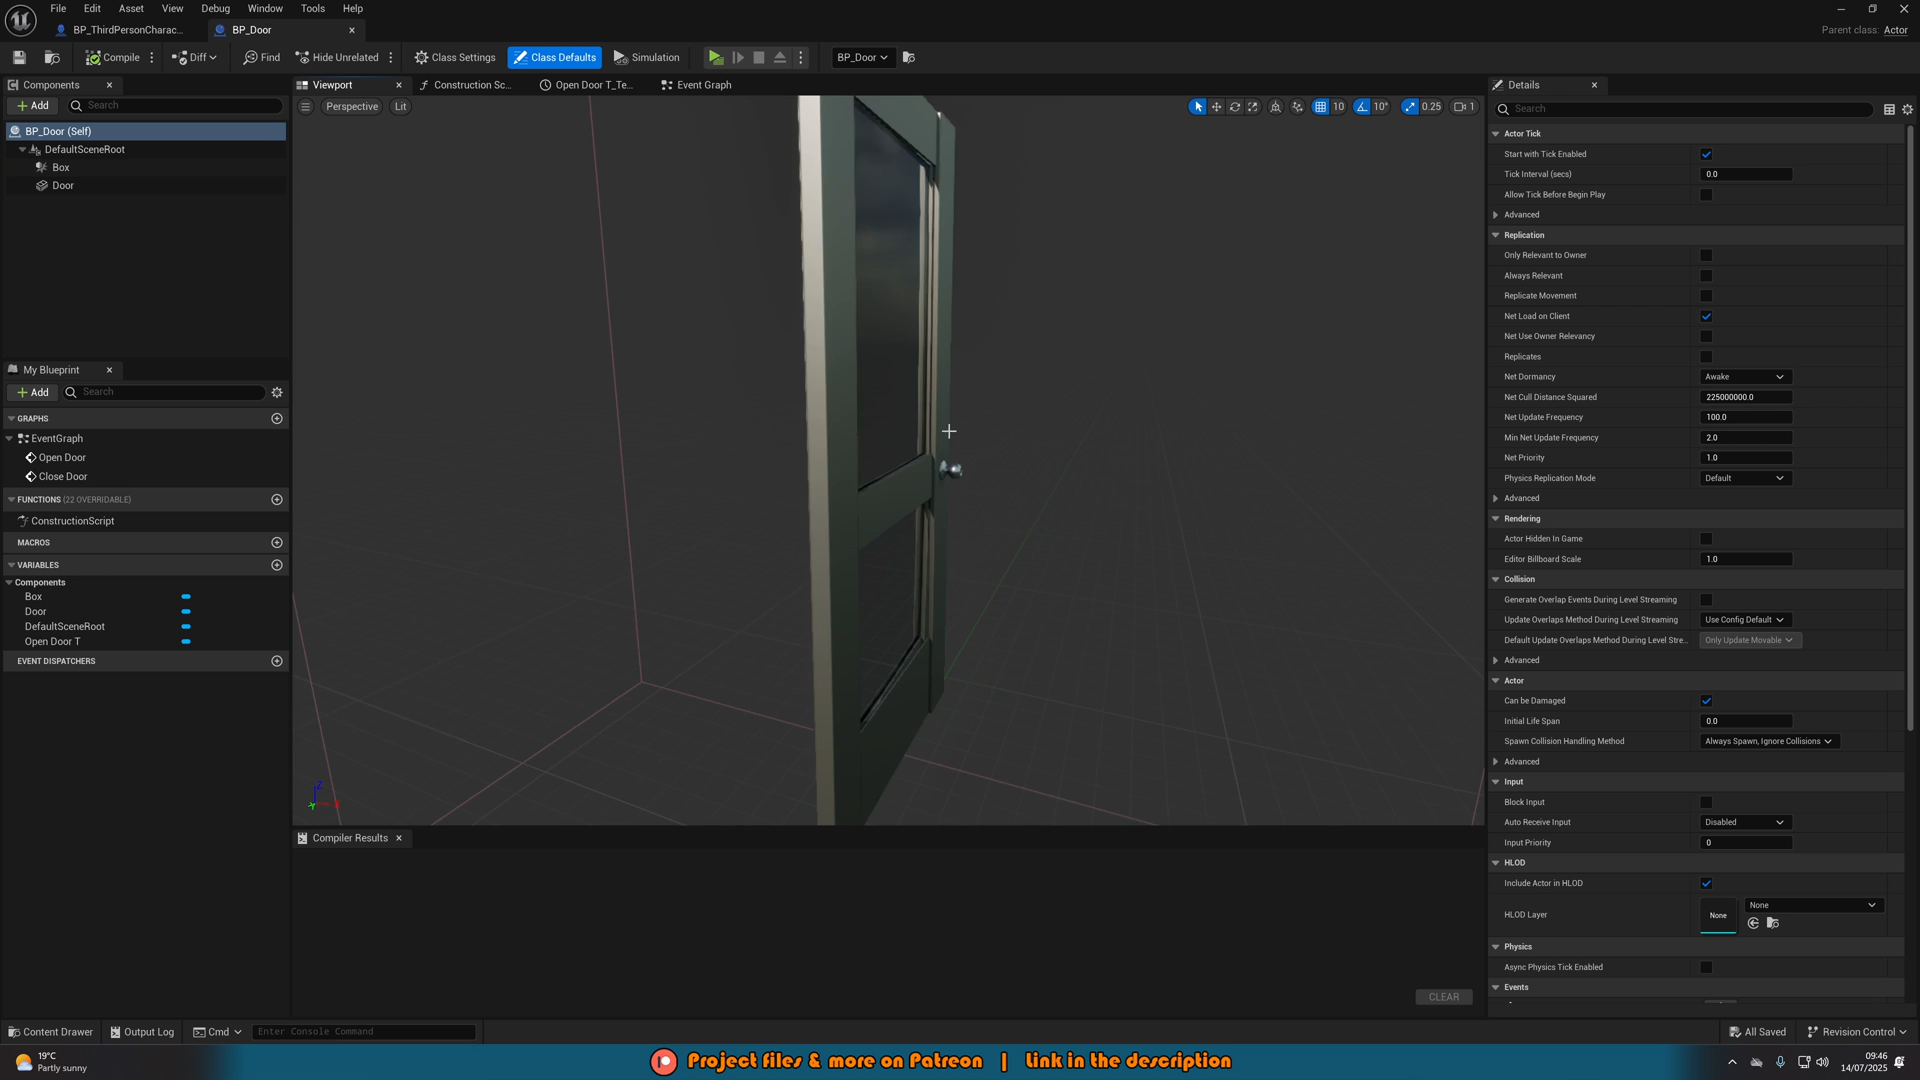 File Edit Asset View Debug Window Tools Help
BP_ThirdPersonCharac... BP_Door
Parent class: Actor
Compile Diff Find Hide Unrelated Class Settings Class Defaults Simulation BP_Door
Components
Add Search
BP_Door (Self)
DefaultSceneRoot
Box
Door
My Blueprint
Add Search
GRAPHS
EventGraph
Open Door
Close Door
FUNCTIONS (22 OVERRIDABLE)
ConstructionScript
MACROS
VARIABLES
Components
Box
Door
DefaultSceneRoot
Open Door T
EVENT DISPATCHERS
Viewport Construction Sc... Open Door T_Te... Event Graph
Perspective Lit 10 10° 0.25 1
Z
Compiler Results
CLEAR
Details
Search
Actor Tick
Start with Tick Enabled
Tick Interval (secs) 0.0
Allow Tick Before Begin Play
Advanced
Replication
Only Relevant to Owner
Always Relevant
Replicate Movement
Net Load on Client
Net Use Owner Relevancy
Replicates
Net Dormancy Awake
Net Cull Distance Squared 225000000.0
Net Update Frequency 100.0
Min Net Update Frequency 2.0
Net Priority 1.0
Physics Replication Mode Default
Advanced
Rendering
Actor Hidden In Game
Editor Billboard Scale 1.0
Collision
Generate Overlap Events During Level Streaming
Update Overlaps Method During Level Streaming Use Config Default
Default Update Overlaps Method During Level Stre... Only Update Movable
Advanced
Actor
Can be Damaged
Initial Life Span 0.0
Spawn Collision Handling Method Always Spawn, Ignore Collisions
Advanced
Input
Block Input
Auto Receive Input Disabled
Input Priority 0
HLOD
Include Actor in HLOD
HLOD Layer None None
Physics
Async Physics Tick Enabled
Events
Content Drawer Output Log Cmd Enter Console Command All Saved Revision Control
19°C
Partly sunny
Project files & more on Patreon | Link in the description
09:46
14/07/2025